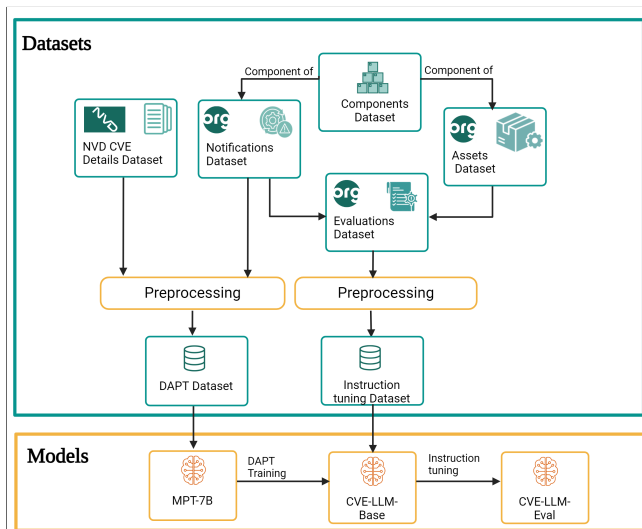 Datasets
Component of
Component of
Components
Dataset
NVD CVE
Details Dataset
org
Notifications
Dataset
org
Assets
Dataset
org
Evaluations
Dataset
Preprocessing
Preprocessing
DAPT Dataset
Instruction
tuning Dataset
Models
MPT-7B
DAPT
Training
CVE-LLM-
Base
Instruction
tuning
CVE-LLM-
Eval